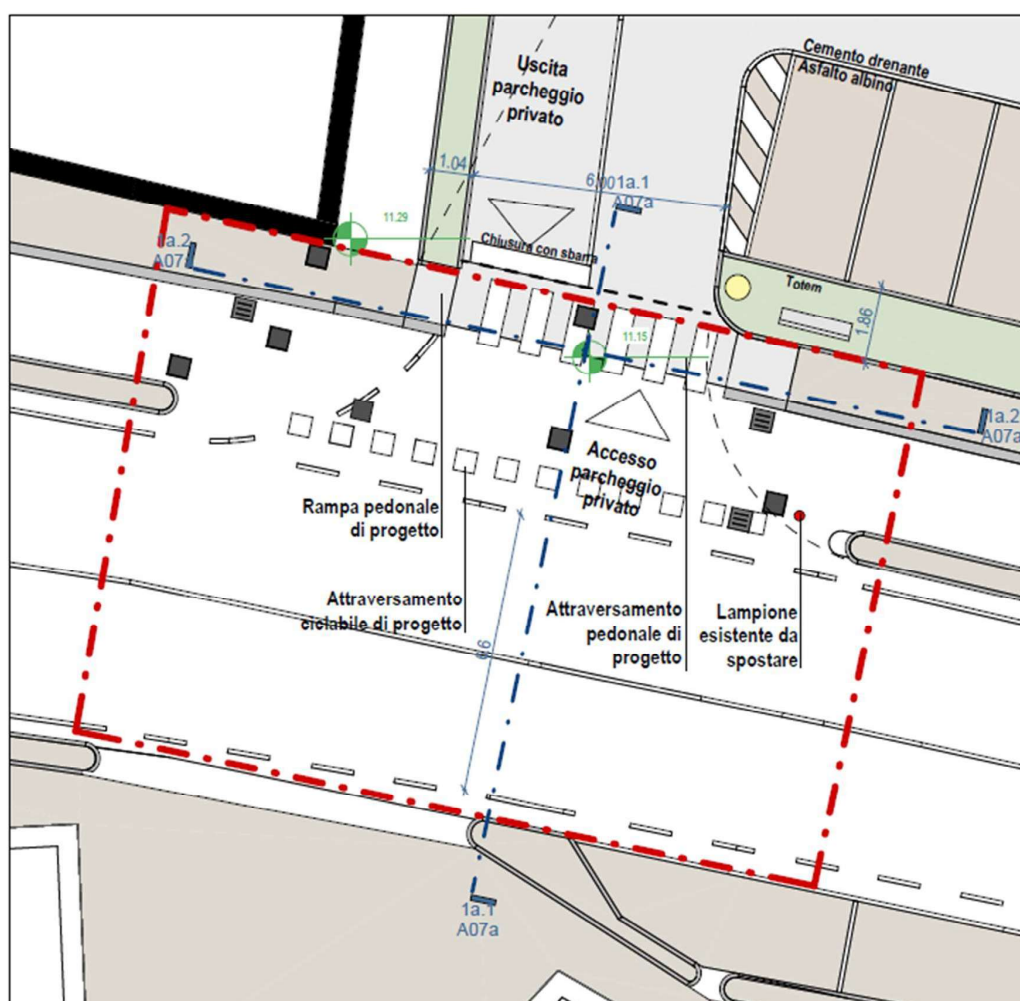 Uscita
parcheggio
privato
Cemento drenante
Asfalto albino
1.04
6.00
1a.1
A07a
11.29
1a.2
A07a
Chiusura con sbarra
Totem
1.86
11.15
1a.2
A07a
Accesso
parcheggio
privato
Rampa pedonale
di progetto
Attraversamento
ciclabile di progetto
Attraversamento
pedonale di
progetto
Lampione
esistente da
spostare
6.6
1a.1
A07a